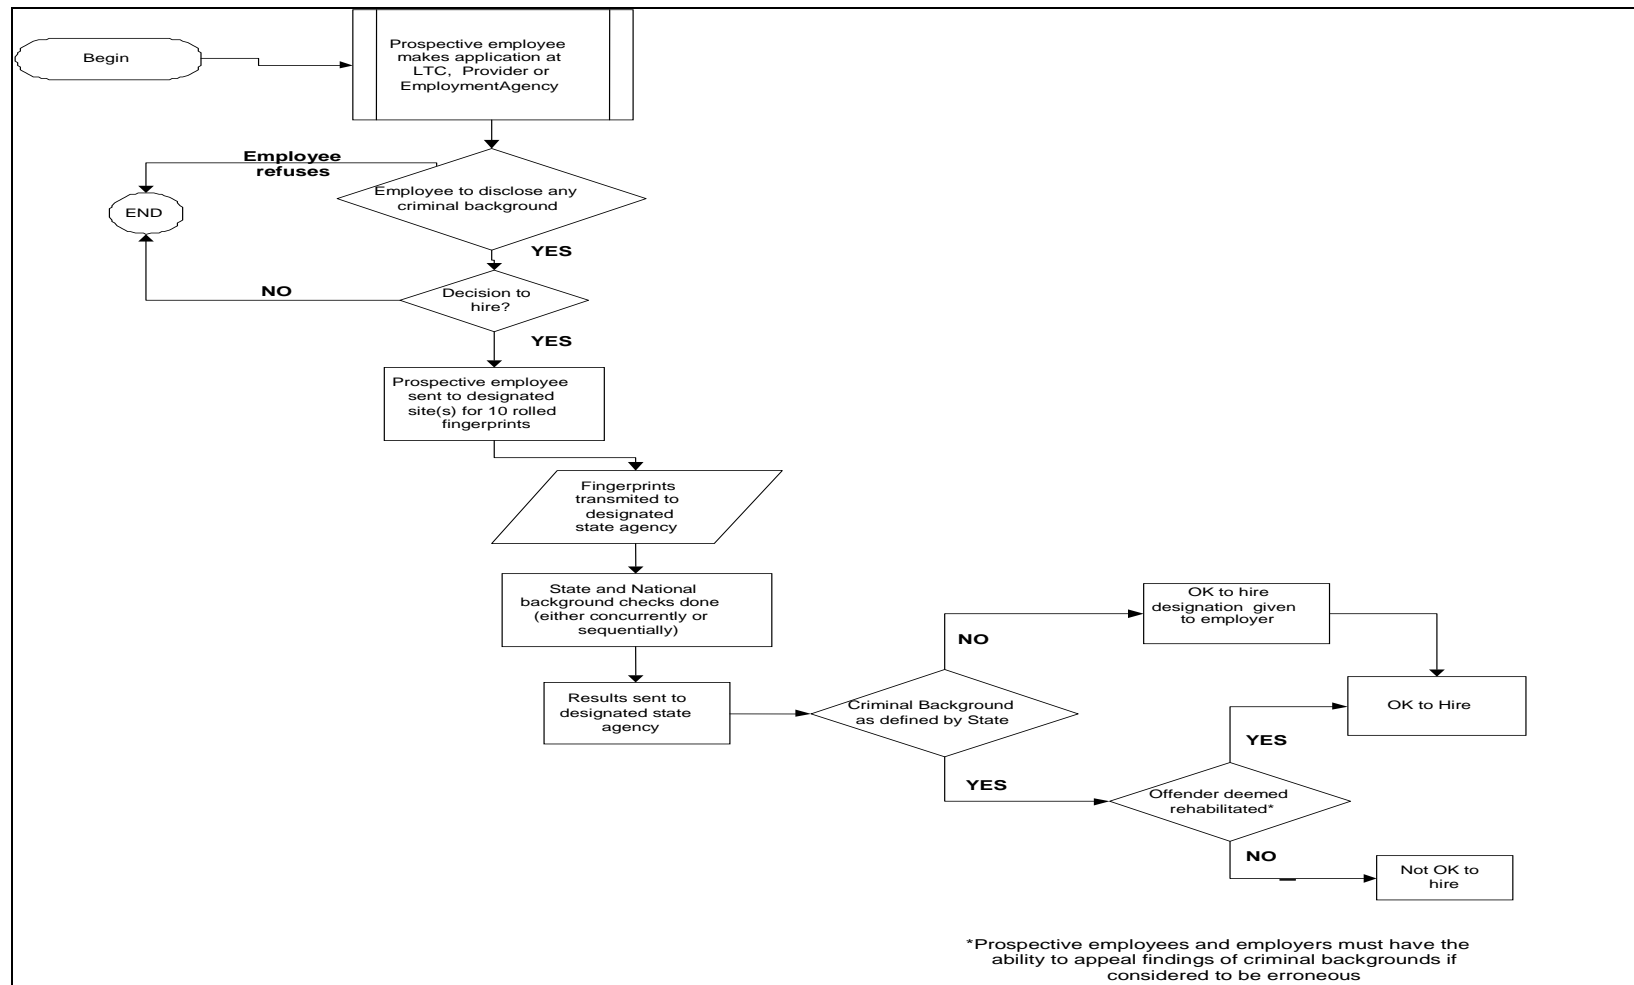 Begin
Prospective employee
makes application at
LTC, Provider or
EmploymentAgency
Employee
refuses
Employee to disclose any
criminal background
END
YES
Decision to
hire?
NO
YES
Prospective employee
sent to designated
site(s) for 10 rolled
fingerprints
Fingerprints
transmited to
designated
state agency
State and National
background checks done
(either concurrently or
sequentially)
Results sent to
designated state
agency
Criminal Background
as defined by State
NO
OK to hire
designation given
to employer
OK to Hire
YES
Offender deemed
rehabilitated*
YES
NO
Not OK to
hire
*Prospective employees and employers must have the
ability to appeal findings of criminal backgrounds if
considered to be erroneous